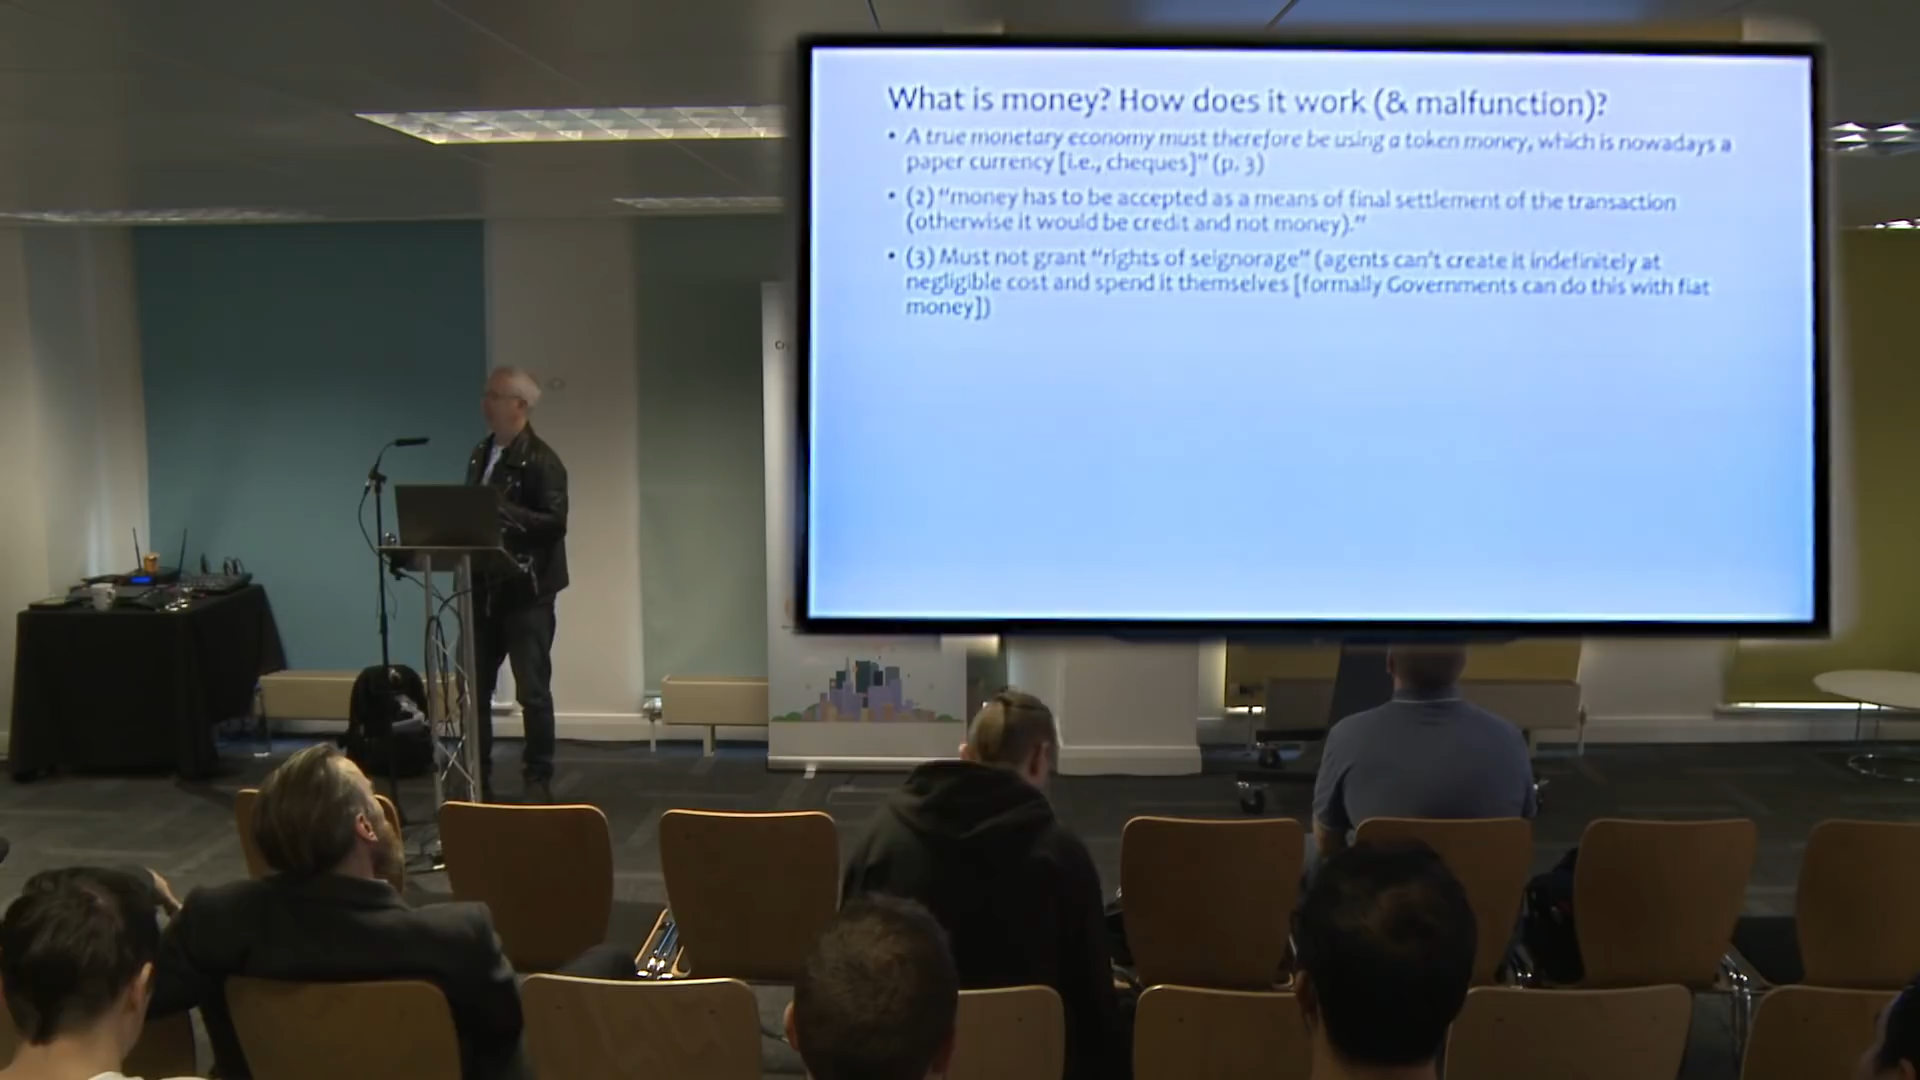 What is money? How does it work (& malfunction)?
• A true monetary economy must therefore be using a token money, which is nowadays a
paper currency [i.e., cheques]" (p. 3)
• (2) "money has to be accepted as a means of final settlement of the transaction
(otherwise it would be credit and not money)."
• (3) Must not grant "rights of seignorage" (agents can't create it indefinitely at
negligible cost and spend it themselves [formally Governments can do this with fiat
money])